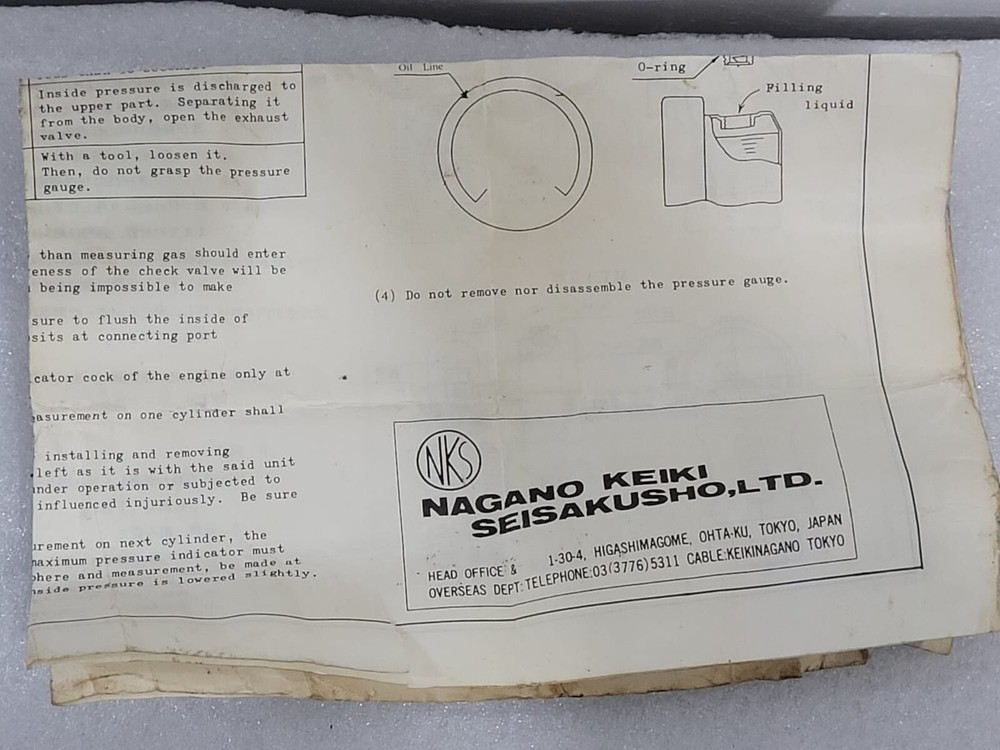 Inside pressure is discharged to
the upper part. Separating it
from the body, open the exhaust
valve.
With a tool, loosen it.
Then, do not grasp the pressure
gauge.
than measuring gas should enter
eness of the check valve will be
being impossible to make
sure to flush the inside of
sits at connecting port
cator cock of the engine only at
easurement on one cylinder shall
installing and removing
left as it is with the said unit
under operation or subjected to
influenced injuriously. Be sure
urement on next cylinder, the
maximum pressure indicator must
phere and measurement, be made at
nside pressure is lowered slightly.
Oil Line
O-ring
Filling
liquid
(4) Do not remove nor disassemble the pressure gauge.
NKS
NAGANO KEIKI
SEISAKUSHO,LTD.
HEAD OFFICE & 1-30-4, HIGASHIMAGOME, OHTA-KU, TOKYO, JAPAN
OVERSEAS DEPT: TELEPHONE:03(3776)5311 CABLE:KEIKINAGANO TOKYO